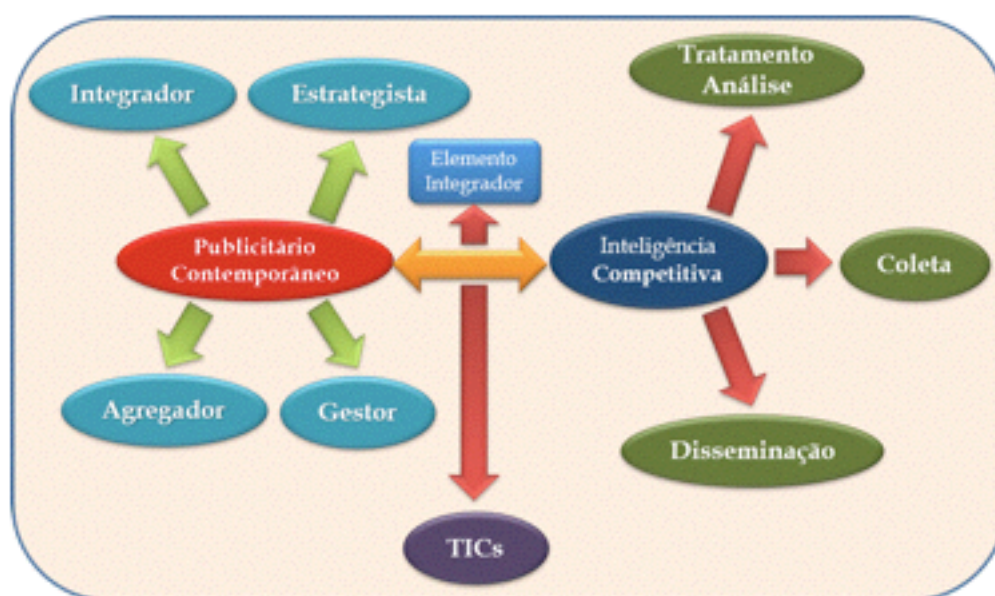 Integrador
Estrategista
Tratamento
Análise
Elemento
Integrador
Publicitário
Contemporâneo
Inteligência
Competitiva
Coleta
Agregador
Gestor
Disseminação
TICs